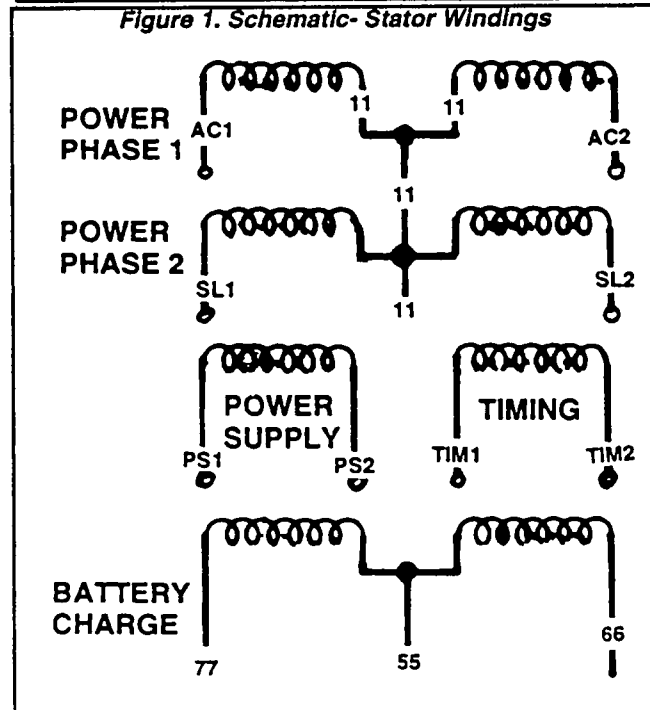 Figure 1. Schematic- Stator Windings
POWER
PHASE 1
AC1
11
11
AC2
11
POWER
PHASE 2
SL1
SL2
11
POWER
SUPPLY
TIMING
PS1
PS2
TIM1
TIM2
BATTERY
CHARGE
77
55
66